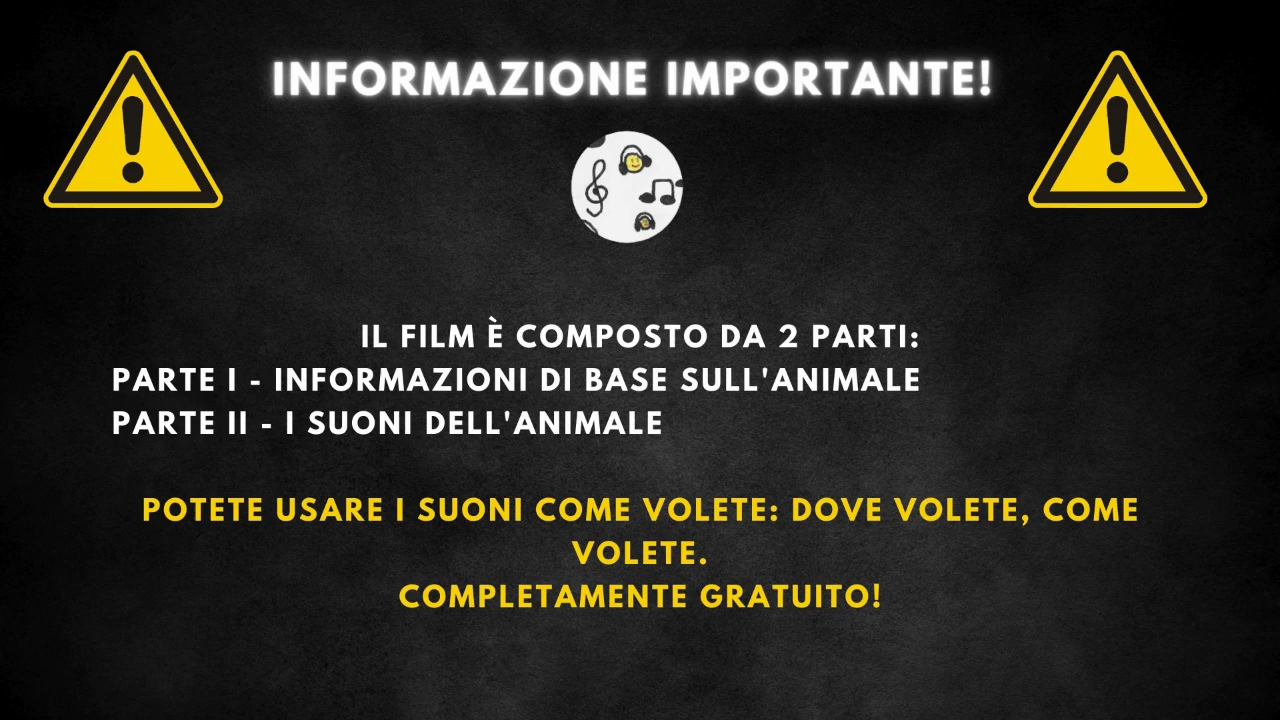 INFORMAZIONE IMPORTANTE!
IL FILM È COMPOSTO DA 2 PARTI:
PARTE I - INFORMAZIONI DI BASE SULL'ANIMALE
PARTE II - I SUONI DELL'ANIMALE
POTETE USARE I SUONI COME VOLETE: DOVE VOLETE, COME
VOLETE.
COMPLETAMENTE GRATUITO!